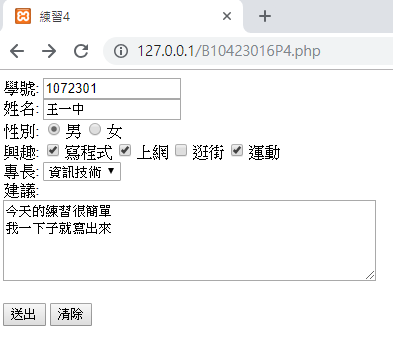 練習4
127.0.0.1/B10423016P4.php
學號: 1072301
姓名: 王一中
性別: 男 女
興趣: 寫程式 上網 逛街 運動
專長: 資訊技術
建議:
今天的練習很簡單
我一下子就寫出來
送出 清除